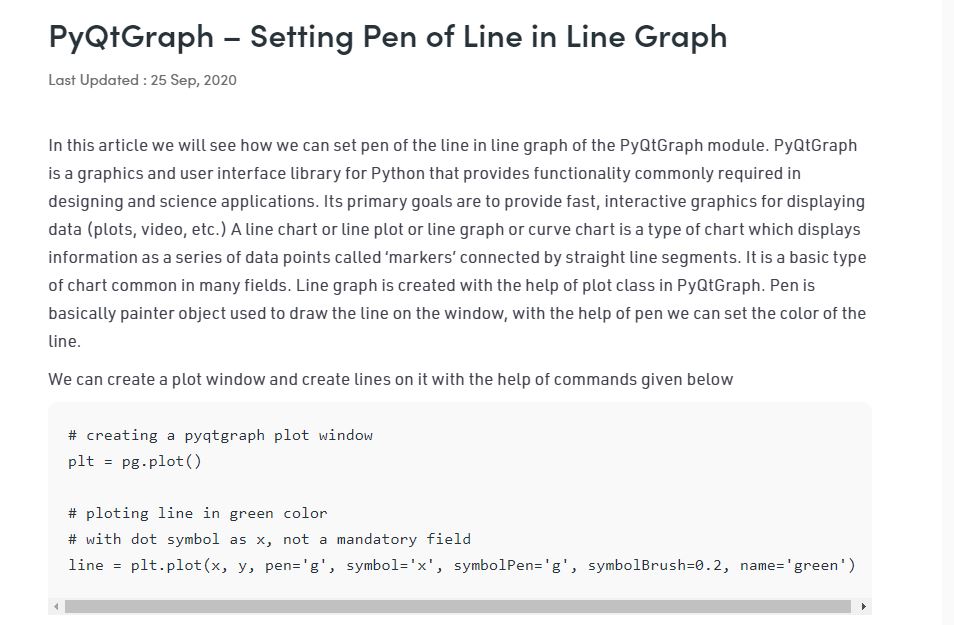 PyQtGraph – Setting Pen of Line in Line Graph
Last Updated : 25 Sep, 2020
In this article we will see how we can set pen of the line in line graph of the PyQtGraph module. PyQtGraph
is a graphics and user interface library for Python that provides functionality commonly required in
designing and science applications. Its primary goals are to provide fast, interactive graphics for displaying
data (plots, video, etc.) A line chart or line plot or line graph or curve chart is a type of chart which displays
information as a series of data points called ‘markers’ connected by straight line segments. It is a basic type
of chart common in many fields. Line graph is created with the help of plot class in PyQtGraph. Pen is
basically painter object used to draw the line on the window, with the help of pen we can set the color of the
line.
We can create a plot window and create lines on it with the help of commands given below
# creating a pyqtgraph plot window
plt = pg.plot()
# ploting line in green color
# with dot symbol as x, not a mandatory field
line = plt.plot(x, y, pen='g', symbol='x', symbolPen='g', symbolBrush=0.2, name='green')